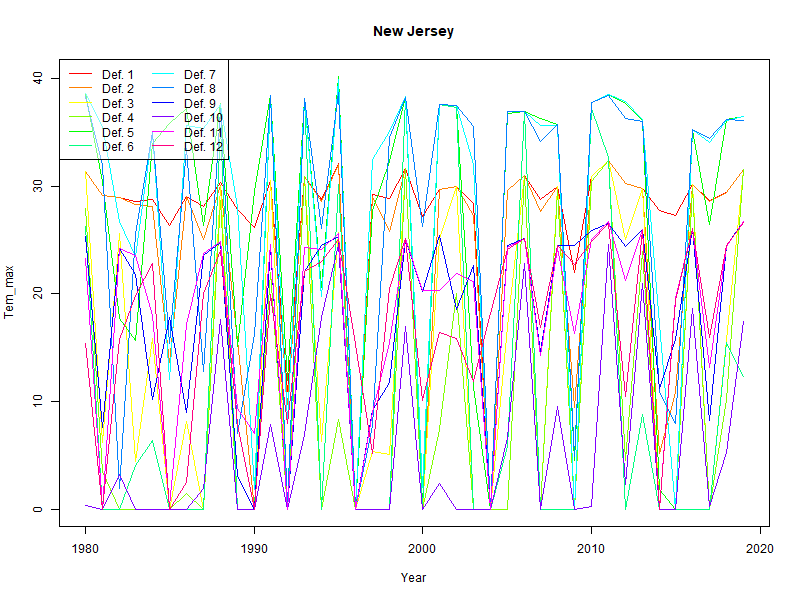 New Jersey
Def. 1 Def. 7
Def. 2 Def. 8
Def. 3 Def. 9
Def. 4 Def. 10
Def. 5 Def. 11
Def. 6 Def. 12
Tem_max
40
30
20
10
0
1980 1990 2000 2010 2020
Year